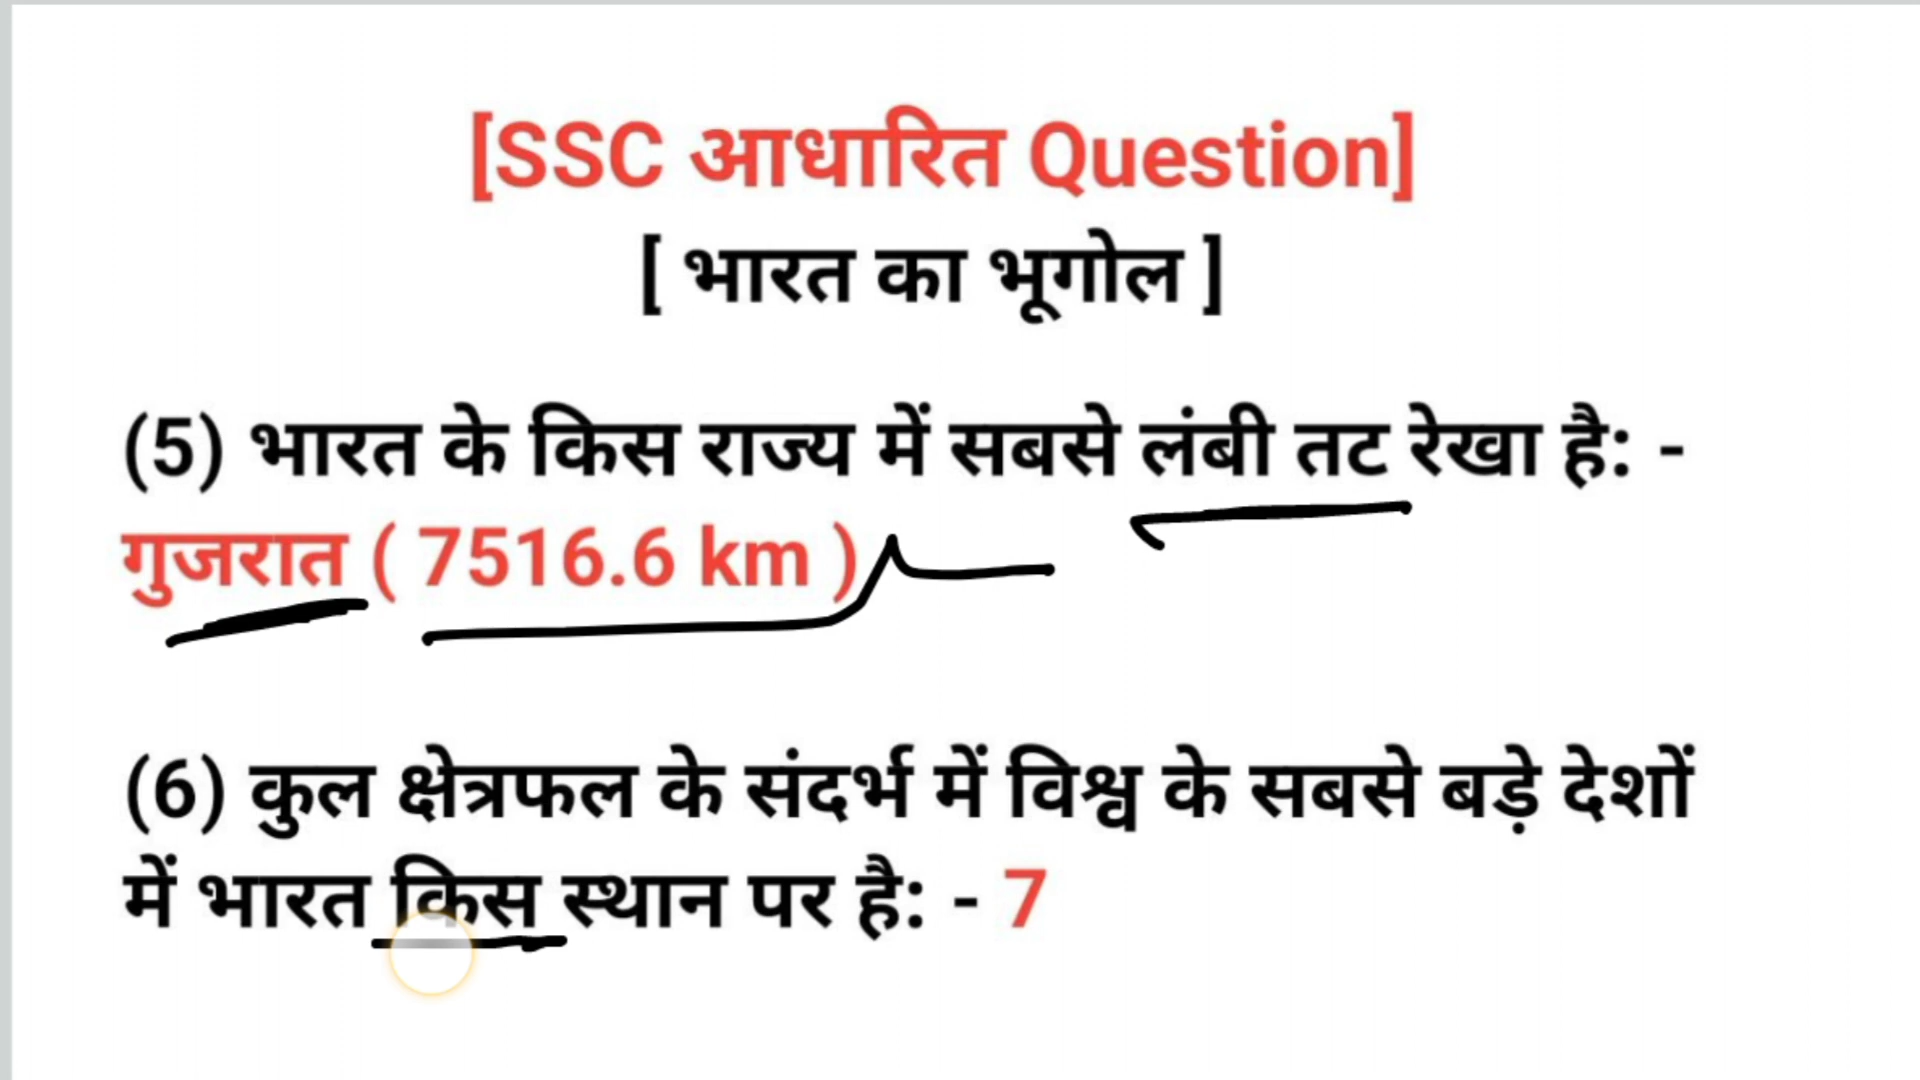 [SSC आधारित Question]
[ भारत का भूगोल ]
(5) भारत के किस राज्य में सबसे लंबी तट रेखा है: -
गुजरात ( 7516.6 km )
(6) कुल क्षेत्रफल के संदर्भ में विश्व के सबसे बड़े देशों
में भारत किस स्थान पर है: - 7